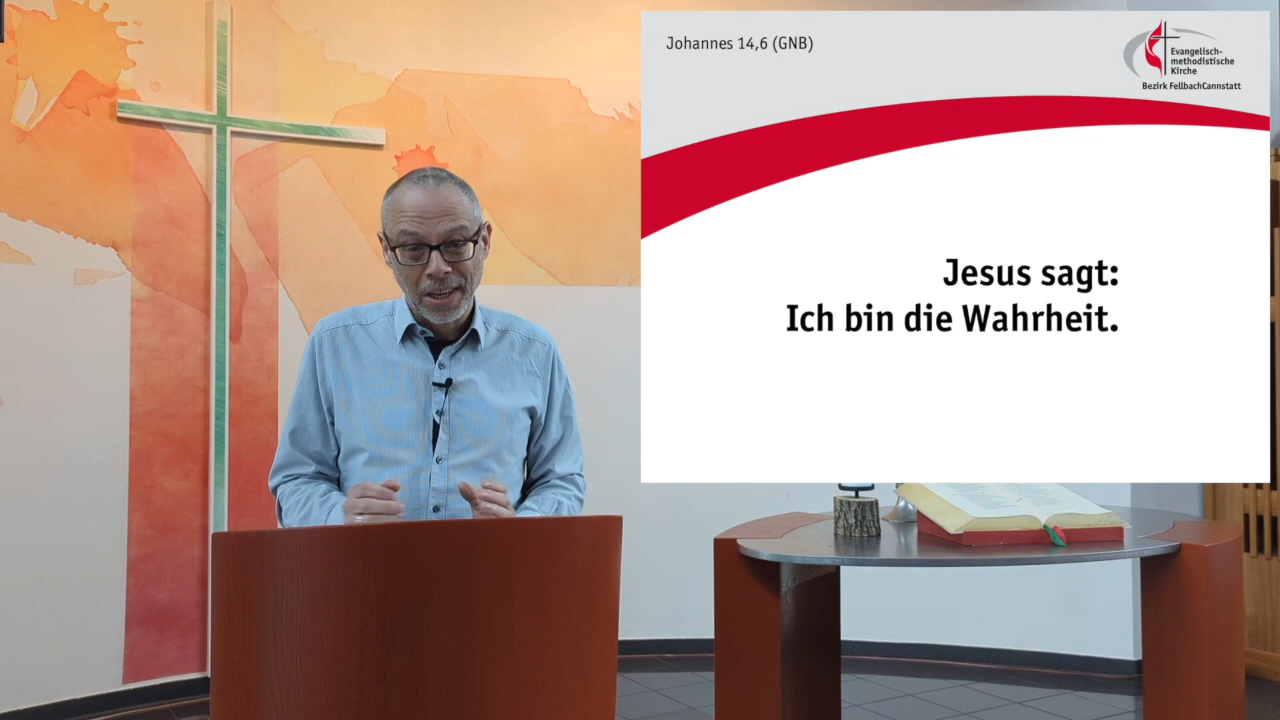 Johannes 14,6 (GNB)
Evangelisch-
methodistische
Kirche
Bezirk FellbachCannstatt
Jesus sagt:
Ich bin die Wahrheit.